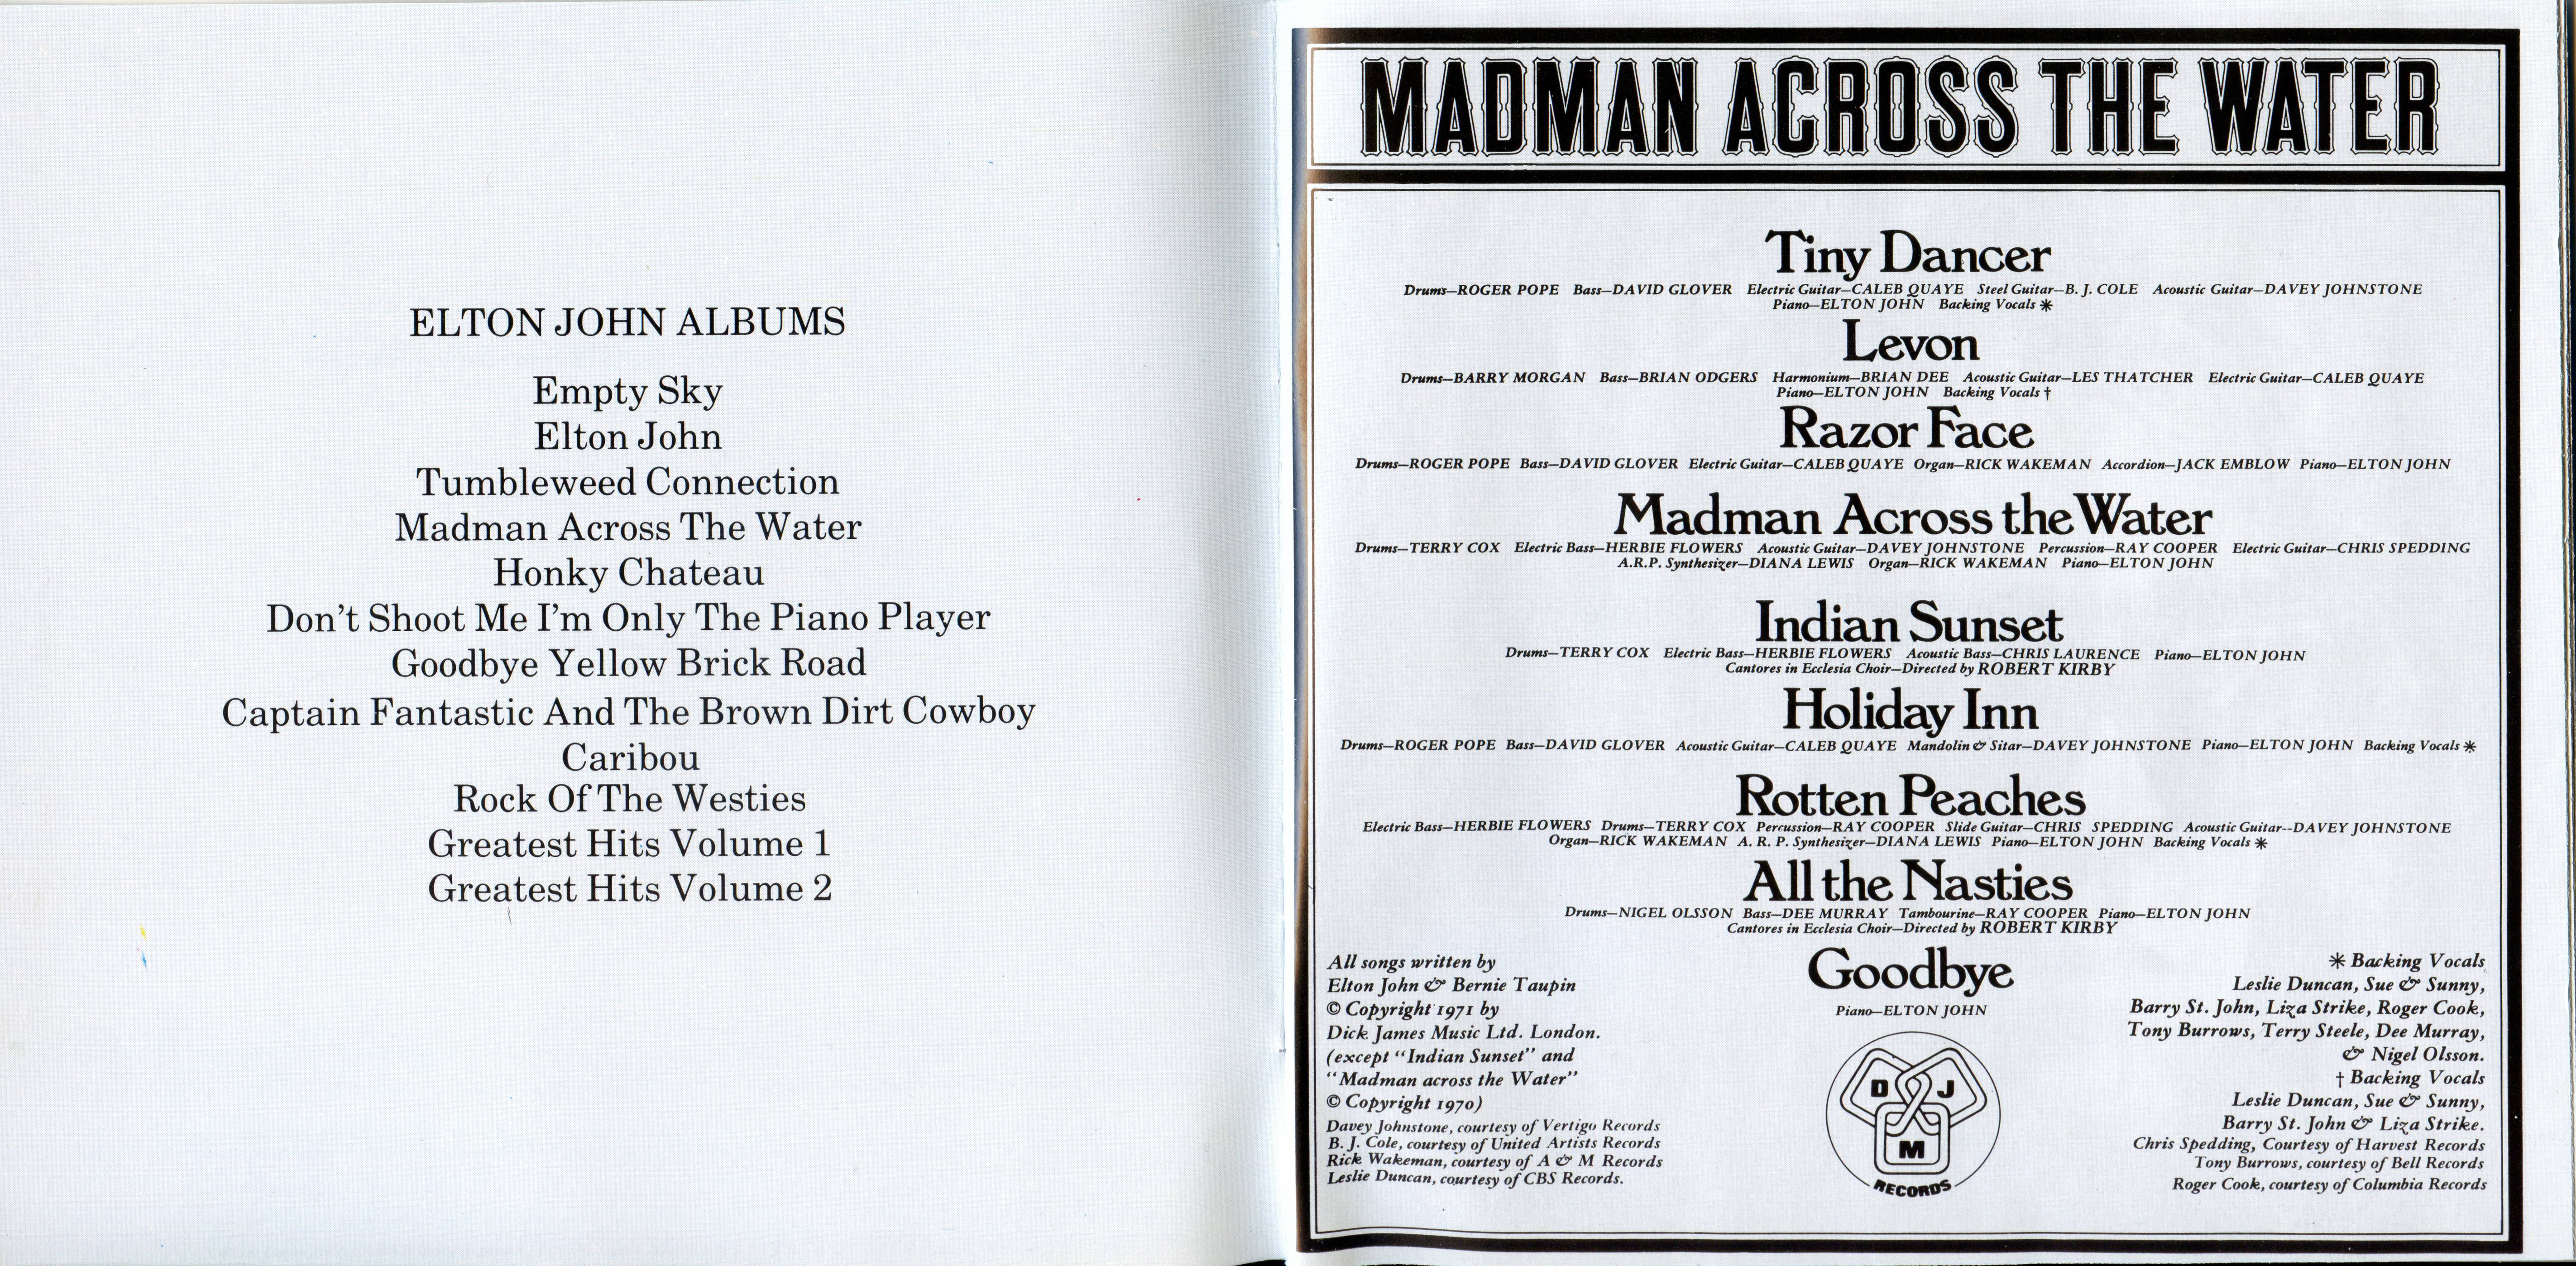 ELTON JOHN ALBUMS
Empty Sky
Elton John
Tumbleweed Connection
Madman Across The Water
Honky Chateau
Don't Shoot Me I'm Only The Piano Player
Goodbye Yellow Brick Road
Captain Fantastic And The Brown Dirt Cowboy
Caribou
Rock Of The Westies
Greatest Hits Volume 1
Greatest Hits Volume 2
MADMAN ACROSS THE WATER
Tiny Dancer
Drums—ROGER POPE Bass—DAVID GLOVER Electric Guitar—CALEB QUAYE Steel Guitar—B. J. COLE Acoustic Guitar—DAVEY JOHNSTONE
Piano—ELTON JOHN Backing Vocals *
Levon
Drums—BARRY MORGAN Bass—BRIAN ODGERS Harmonium—BRIAN DEE Acoustic Guitar—LES THATCHER Electric Guitar—CALEB QUAYE
Piano—ELTON JOHN Backing Vocals †
Razor Face
Drums—ROGER POPE Bass—DAVID GLOVER Electric Guitar—CALEB QUAYE Organ—RICK WAKEMAN Accordion—JACK EMBLOW Piano—ELTON JOHN
Madman Across the Water
Drums—TERRY COX Electric Bass—HERBIE FLOWERS Acoustic Guitar—DAVEY JOHNSTONE Percussion—RAY COOPER Electric Guitar—CHRIS SPEDDING
A.R.P. Synthesizer—DIANA LEWIS Organ—RICK WAKEMAN Piano—ELTON JOHN
Indian Sunset
Drums—TERRY COX Electric Bass—HERBIE FLOWERS Acoustic Bass—CHRIS LAURENCE Piano—ELTON JOHN
Cantores in Ecclesia Choir—Directed by ROBERT KIRBY
Holiday Inn
Drums—ROGER POPE Bass—DAVID GLOVER Acoustic Guitar—CALEB QUAYE Mandolin & Sitar—DAVEY JOHNSTONE Piano—ELTON JOHN Backing Vocals *
Rotten Peaches
Electric Bass—HERBIE FLOWERS Drums—TERRY COX Percussion—RAY COOPER Slide Guitar—CHRIS SPEDDING Acoustic Guitar--DAVEY JOHNSTONE
Organ—RICK WAKEMAN A. R. P. Synthesizer—DIANA LEWIS Piano—ELTON JOHN Backing Vocals *
All the Nasties
Drums—NIGEL OLSSON Bass—DEE MURRAY Tambourine—RAY COOPER Piano—ELTON JOHN
Cantores in Ecclesia Choir—Directed by ROBERT KIRBY
Goodbye
Piano—ELTON JOHN
All songs written by
Elton John & Bernie Taupin
© Copyright 1971 by
Dick James Music Ltd. London.
(except "Indian Sunset" and
"Madman across the Water"
© Copyright 1970)
Davey Johnstone, courtesy of Vertigo Records
B. J. Cole, courtesy of United Artists Records
Rick Wakeman, courtesy of A & M Records
Leslie Duncan, courtesy of CBS Records.
D J
M
RECORDS
* Backing Vocals
Leslie Duncan, Sue & Sunny,
Barry St. John, Liza Strike, Roger Cook,
Tony Burrows, Terry Steele, Dee Murray,
& Nigel Olsson.
† Backing Vocals
Leslie Duncan, Sue & Sunny,
Barry St. John & Liza Strike.
Chris Spedding, Courtesy of Harvest Records
Tony Burrows, courtesy of Bell Records
Roger Cook, courtesy of Columbia Records